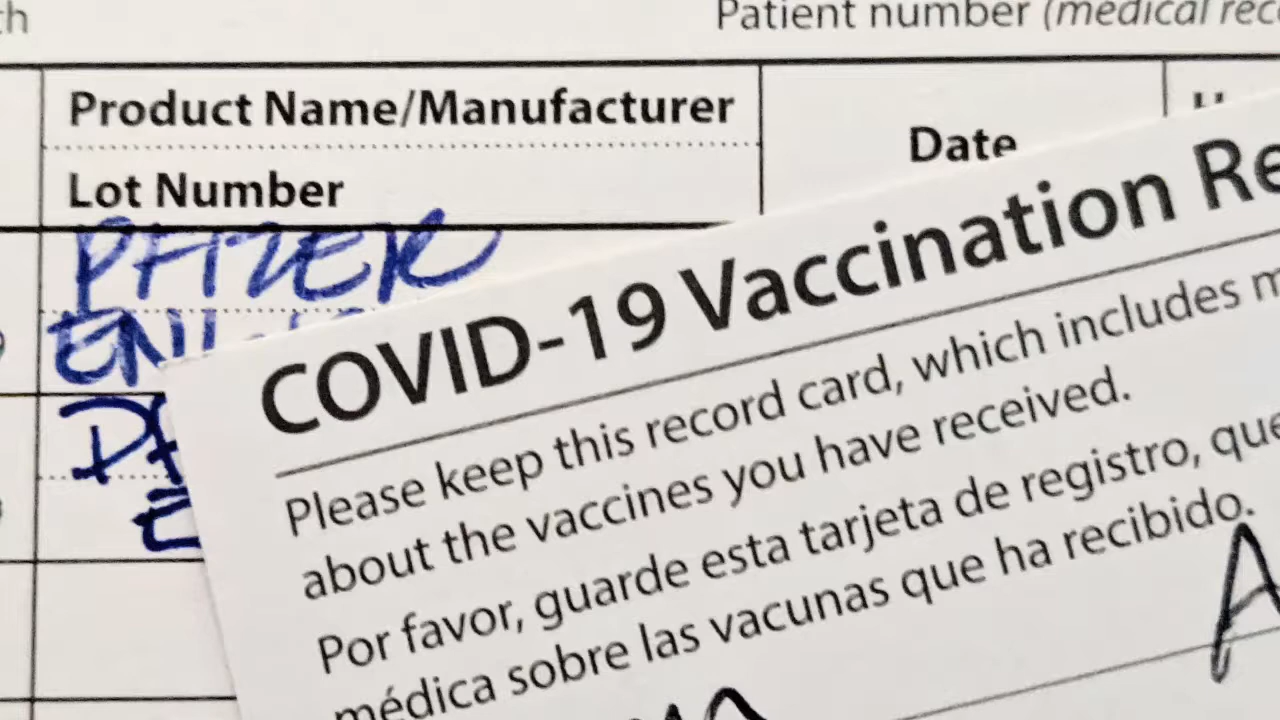 Patient number (medical
Product Name/Manufacturer
Date
Lot Number
PFIZER
COVID-19 Vaccination
Please keep this record card, which includes
about the vaccines you have received.
Por favor, guarde esta tarjeta de registro, que
médica sobre las vacunas que ha recibido.
A